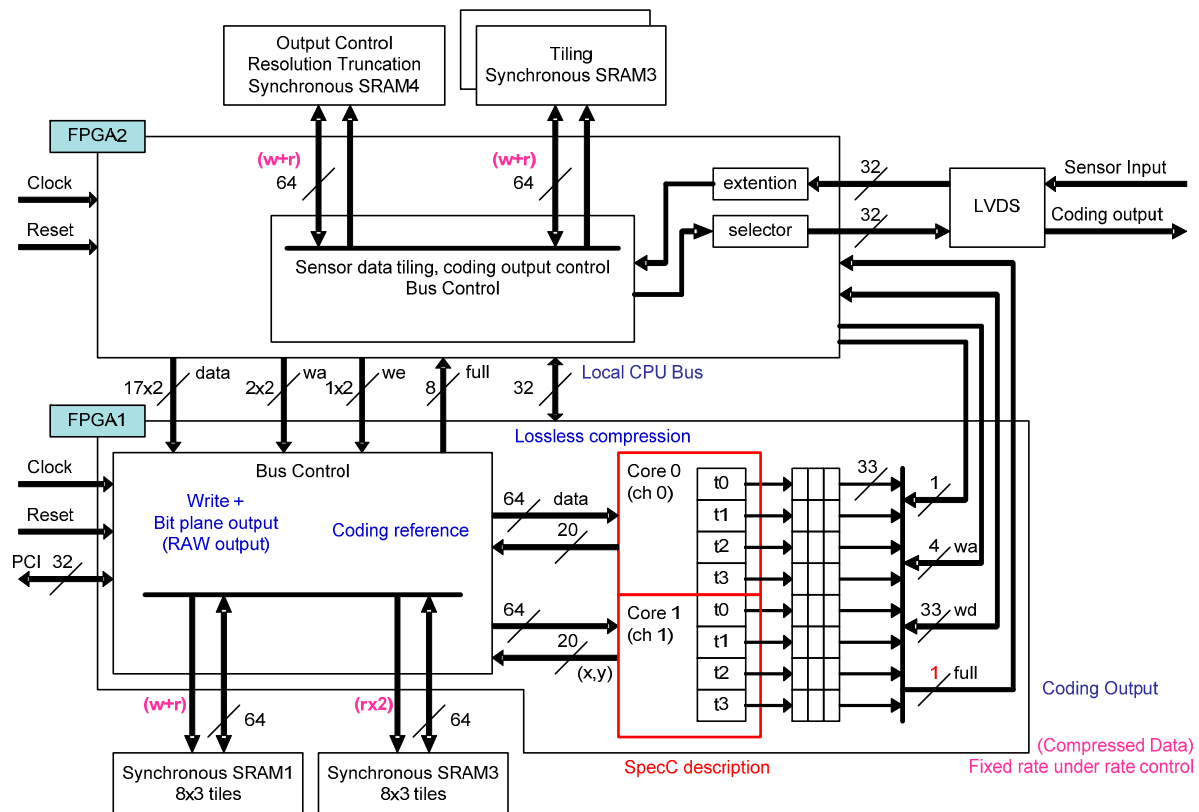 Output Control
Resolution Truncation
Synchronous SRAM4
Tiling
Synchronous SRAM3
FPGA2
(w+r)
64
(w+r)
64
Clock
Reset
extention
32
LVDS
Sensor Input
selector
32
Coding output
Sensor data tiling, coding output control
Bus Control
17x2
data
2x2
wa
1x2
we
8
full
32
Local CPU Bus
FPGA1
Lossless compression
Clock
Reset
PCI
32
Bus Control
Write +
Bit plane output
(RAW output)
Coding reference
64
data
20
64
20
(x,y)
Core 0
(ch 0)
t0
t1
t2
t3
Core 1
(ch 1)
t0
t1
t2
t3
33
1
4
wa
33
wd
1
full
(w+r)
64
(rx2)
64
Coding Output
(Compressed Data)
Fixed rate under rate control
SpecC description
Synchronous SRAM1
8x3 tiles
Synchronous SRAM3
8x3 tiles